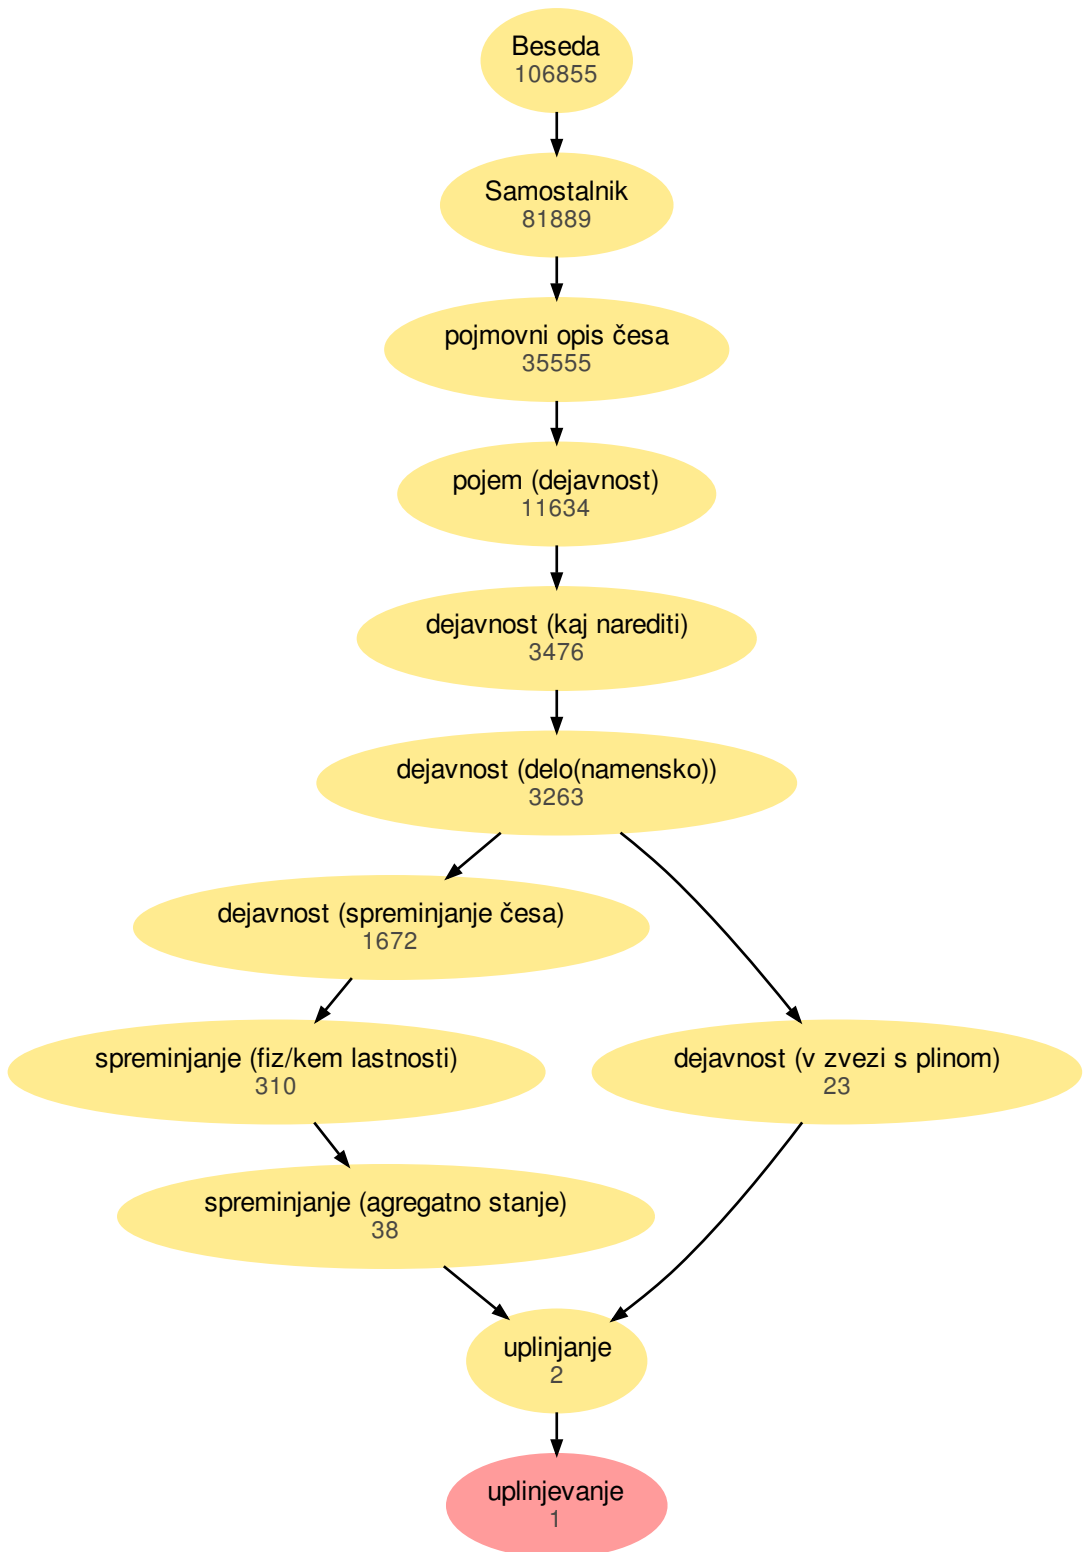 Beseda
106855
Samostalnik
81889
pojmovni opis česa
35555
pojem (dejavnost)
11634
dejavnost (kaj narediti)
3476
dejavnost (delo(namensko))
3263
dejavnost (spreminjanje česa)
1672
spreminjanje (fiz/kem lastnosti)
310
dejavnost (v zvezi s plinom)
23
spreminjanje (agregatno stanje)
38
uplinjanje
2
uplinjevanje
1